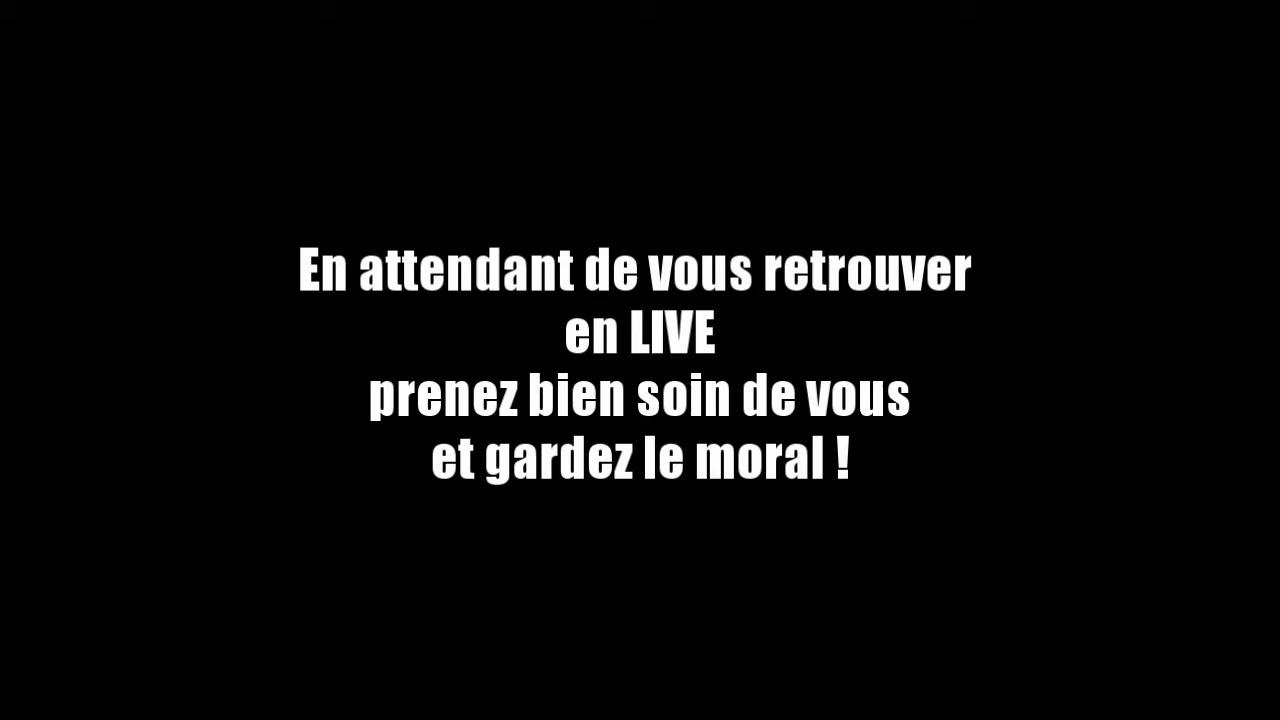 En attendant de vous retrouver
en LIVE
prenez bien soin de vous
et gardez le moral !